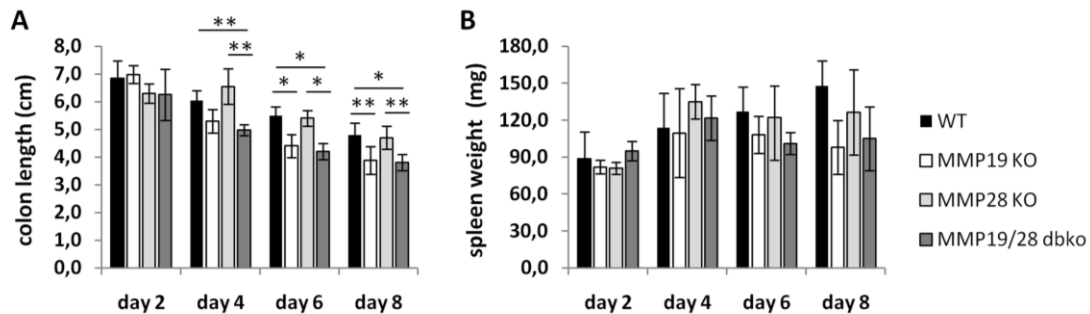 A
colon length (cm)
8,0
7,0
6,0
5,0
4,0
3,0
2,0
1,0
0,0
**
**
*
*
*
*
**
**
day 2 day 4 day 6 day 8
B
spleen weight (mg)
180,0
150,0
120,0
90,0
60,0
30,0
0,0
day 2 day 4 day 6 day 8
WT
MMP19 KO
MMP28 KO
MMP19/28 dbko